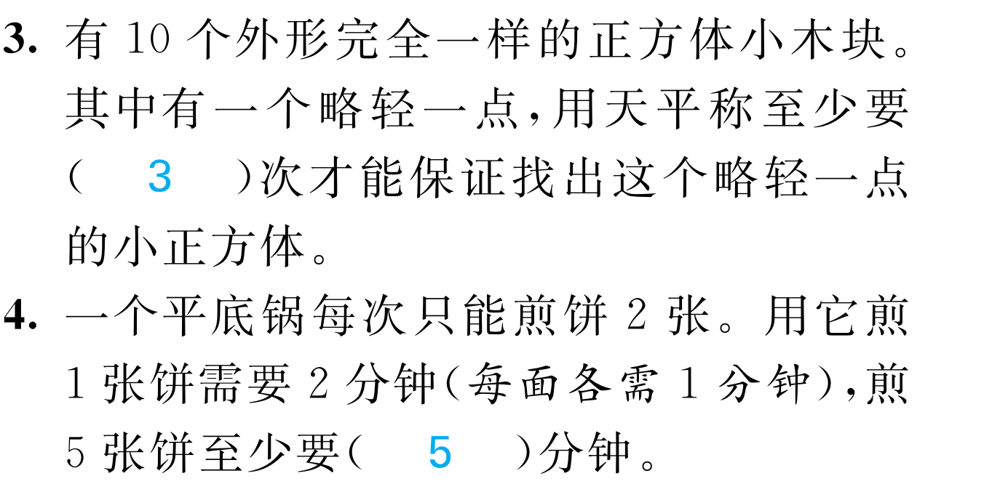 3. 有 10 个外形完全一样的正方体小木块。
其中有一个略轻一点,用天平称至少要
( 3 )次才能保证找出这个略轻一点
的小正方体。
4. 一个平底锅每次只能煎饼 2 张。用它煎
1 张饼需要 2 分钟(每面各需 1 分钟),煎
5 张饼至少要( 5 )分钟。